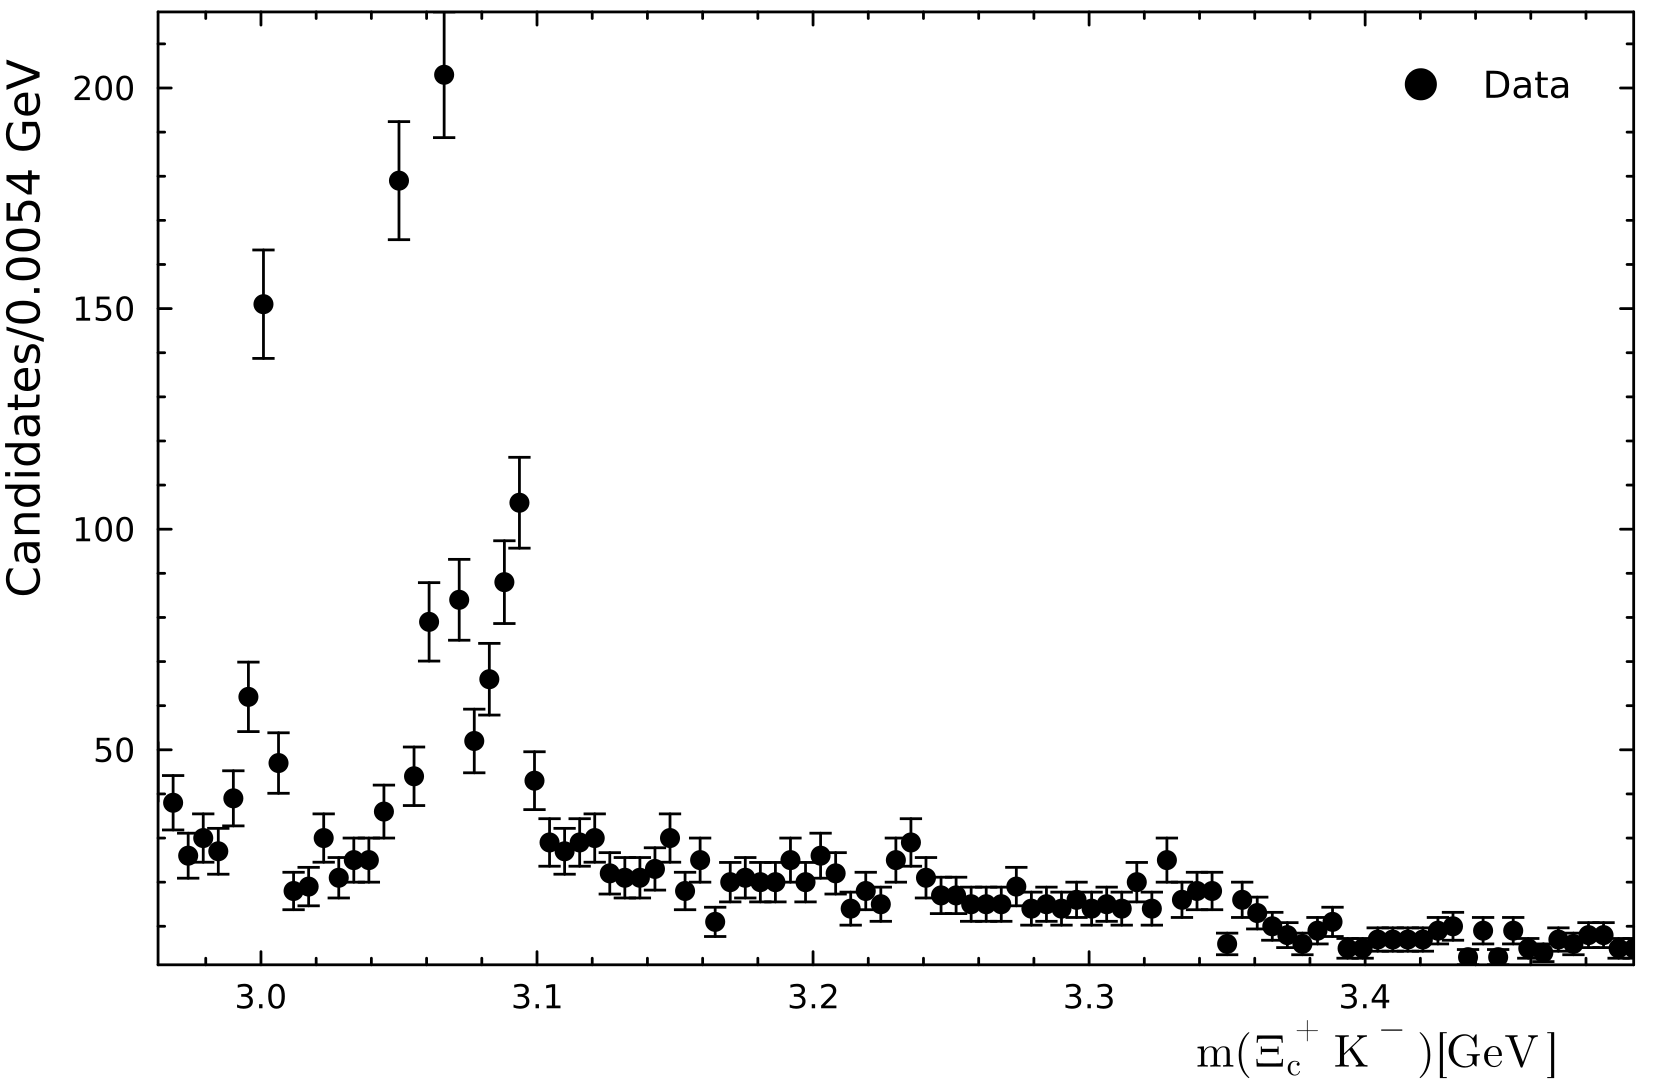 Candidates/0.0054 GeV
200
150
100
50
Data
3.0 3.1 3.2 3.3 3.4
m(Ξc+ K−)[GeV]